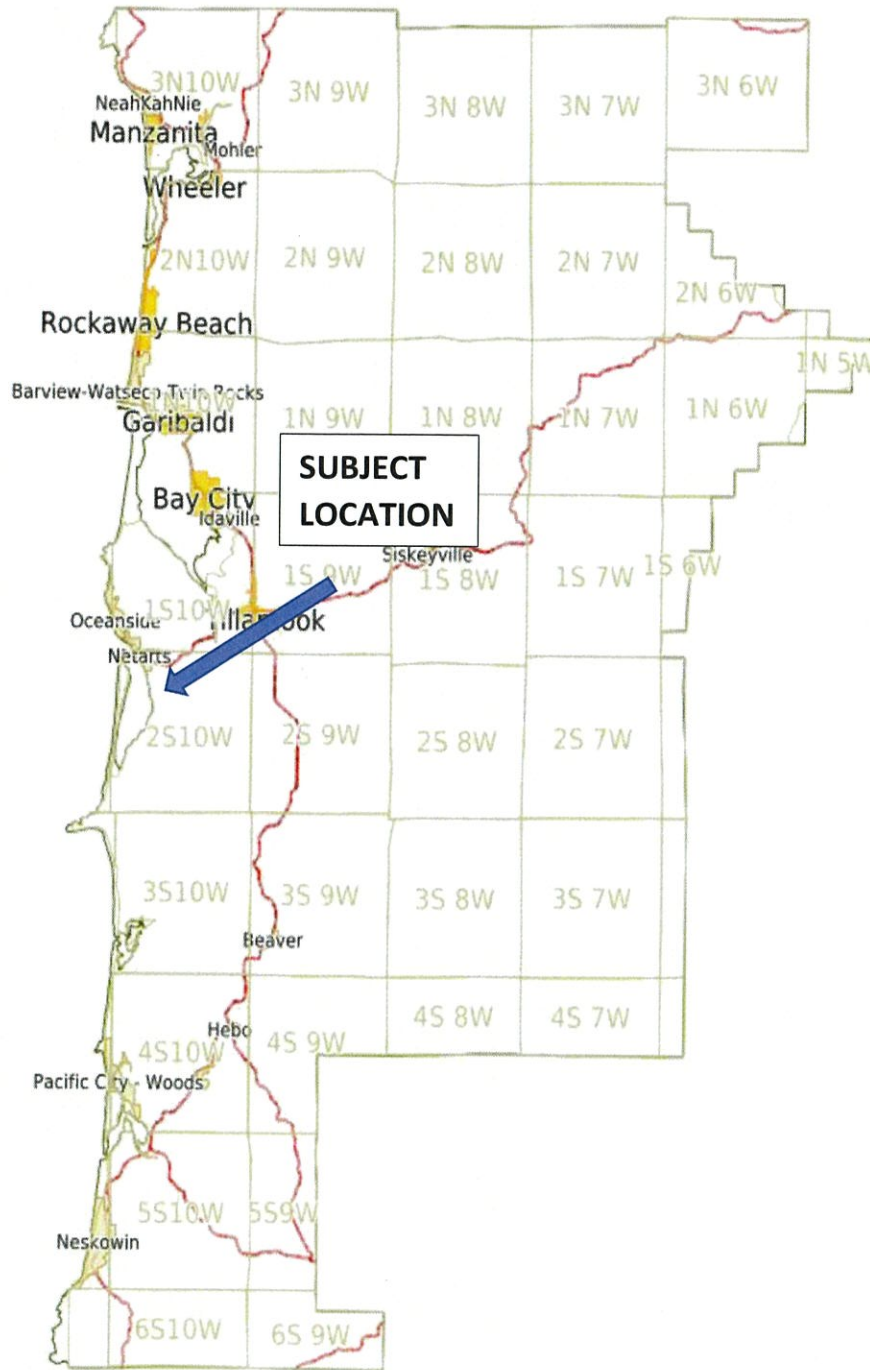 3N10W
3N 9W
3N 8W
3N 7W
3N 6W
NeahKahNie
Manzanita
Mohler
Wheeler
2N10W
2N 9W
2N 8W
2N 7W
2N 6W
Rockaway Beach
1N 5W
Barview-Watseco-Twin Rocks
1N10W
1N 9W
1N 8W
1N 7W
1N 6W
Garibaldi
SUBJECT
LOCATION
Bay City
Idaville
Siskeyville
1S 9W
1S 8W
1S 7W
1S 6W
1S10W
Oceanside
Tillamook
Netarts
2S10W
2S 9W
2S 8W
2S 7W
3S10W
3S 9W
3S 8W
3S 7W
Beaver
4S 8W
4S 7W
Hebo
4S10W
4S 9W
Pacific City - Woods
5S10W
5S9W
Neskowin
6S10W
6S 9W